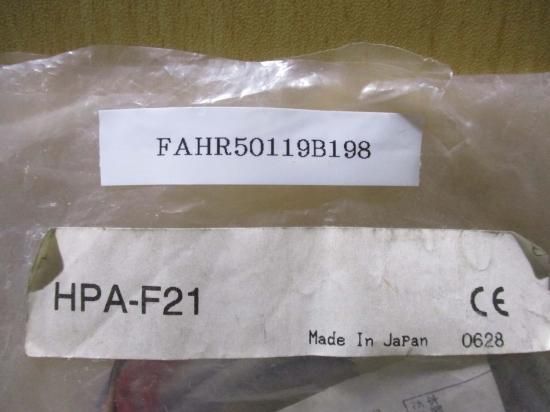 FAHR50119B198
HPA-F21
CE
Made In JaPan 0628